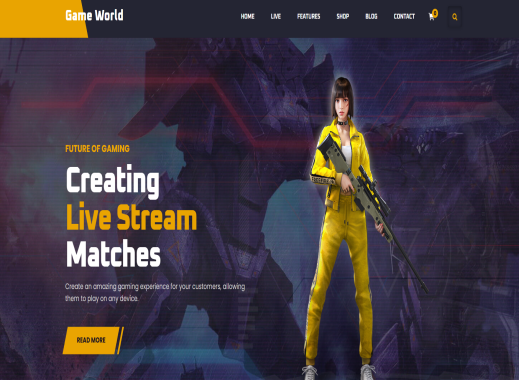 Game World
HOME LIVE FEATURES SHOP BLOG CONTACT
0
FUTURE OF GAMING
Creating
Live Stream
Matches
Create an amazing gaming experience for your customers, allowing
them to play on any device.
READ MORE